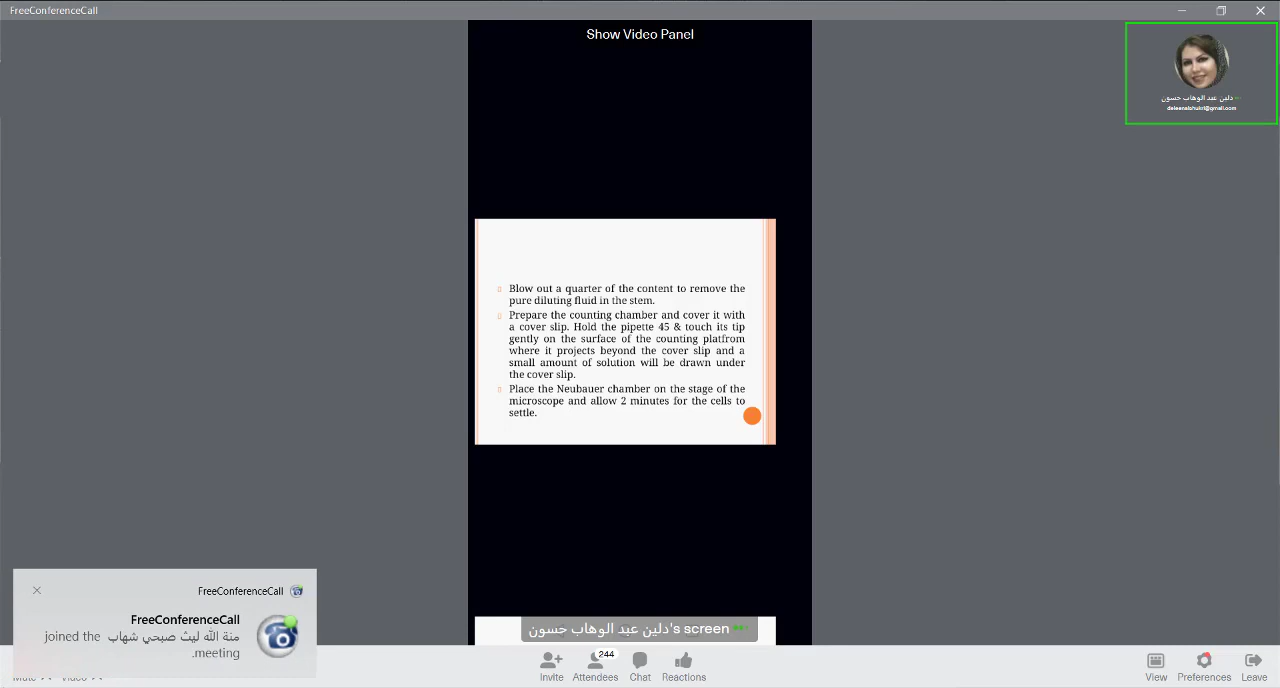 FreeConferenceCall
Show Video Panel
دلين عبد الوهاب حسون
deleenalshukri@gmail.com
Blow out a quarter of the content to remove the
pure diluting fluid in the stem.
Prepare the counting chamber and cover it with
a cover slip. Hold the pipette 45 & touch its tip
gently on the surface of the counting platfrom
where it projects beyond the cover slip and a
small amount of solution will be drawn under
the cover slip.
Place the Neubauer chamber on the stage of the
microscope and allow 2 minutes for the cells to
settle.
FreeConferenceCall
FreeConferenceCall
joined the منة الله ليث صبحي شهاب
.meeting
دلين عبد الوهاب حسون's screen
Mute
Video
Invite
244
Attendees
Chat
Reactions
View
Preferences
Leave